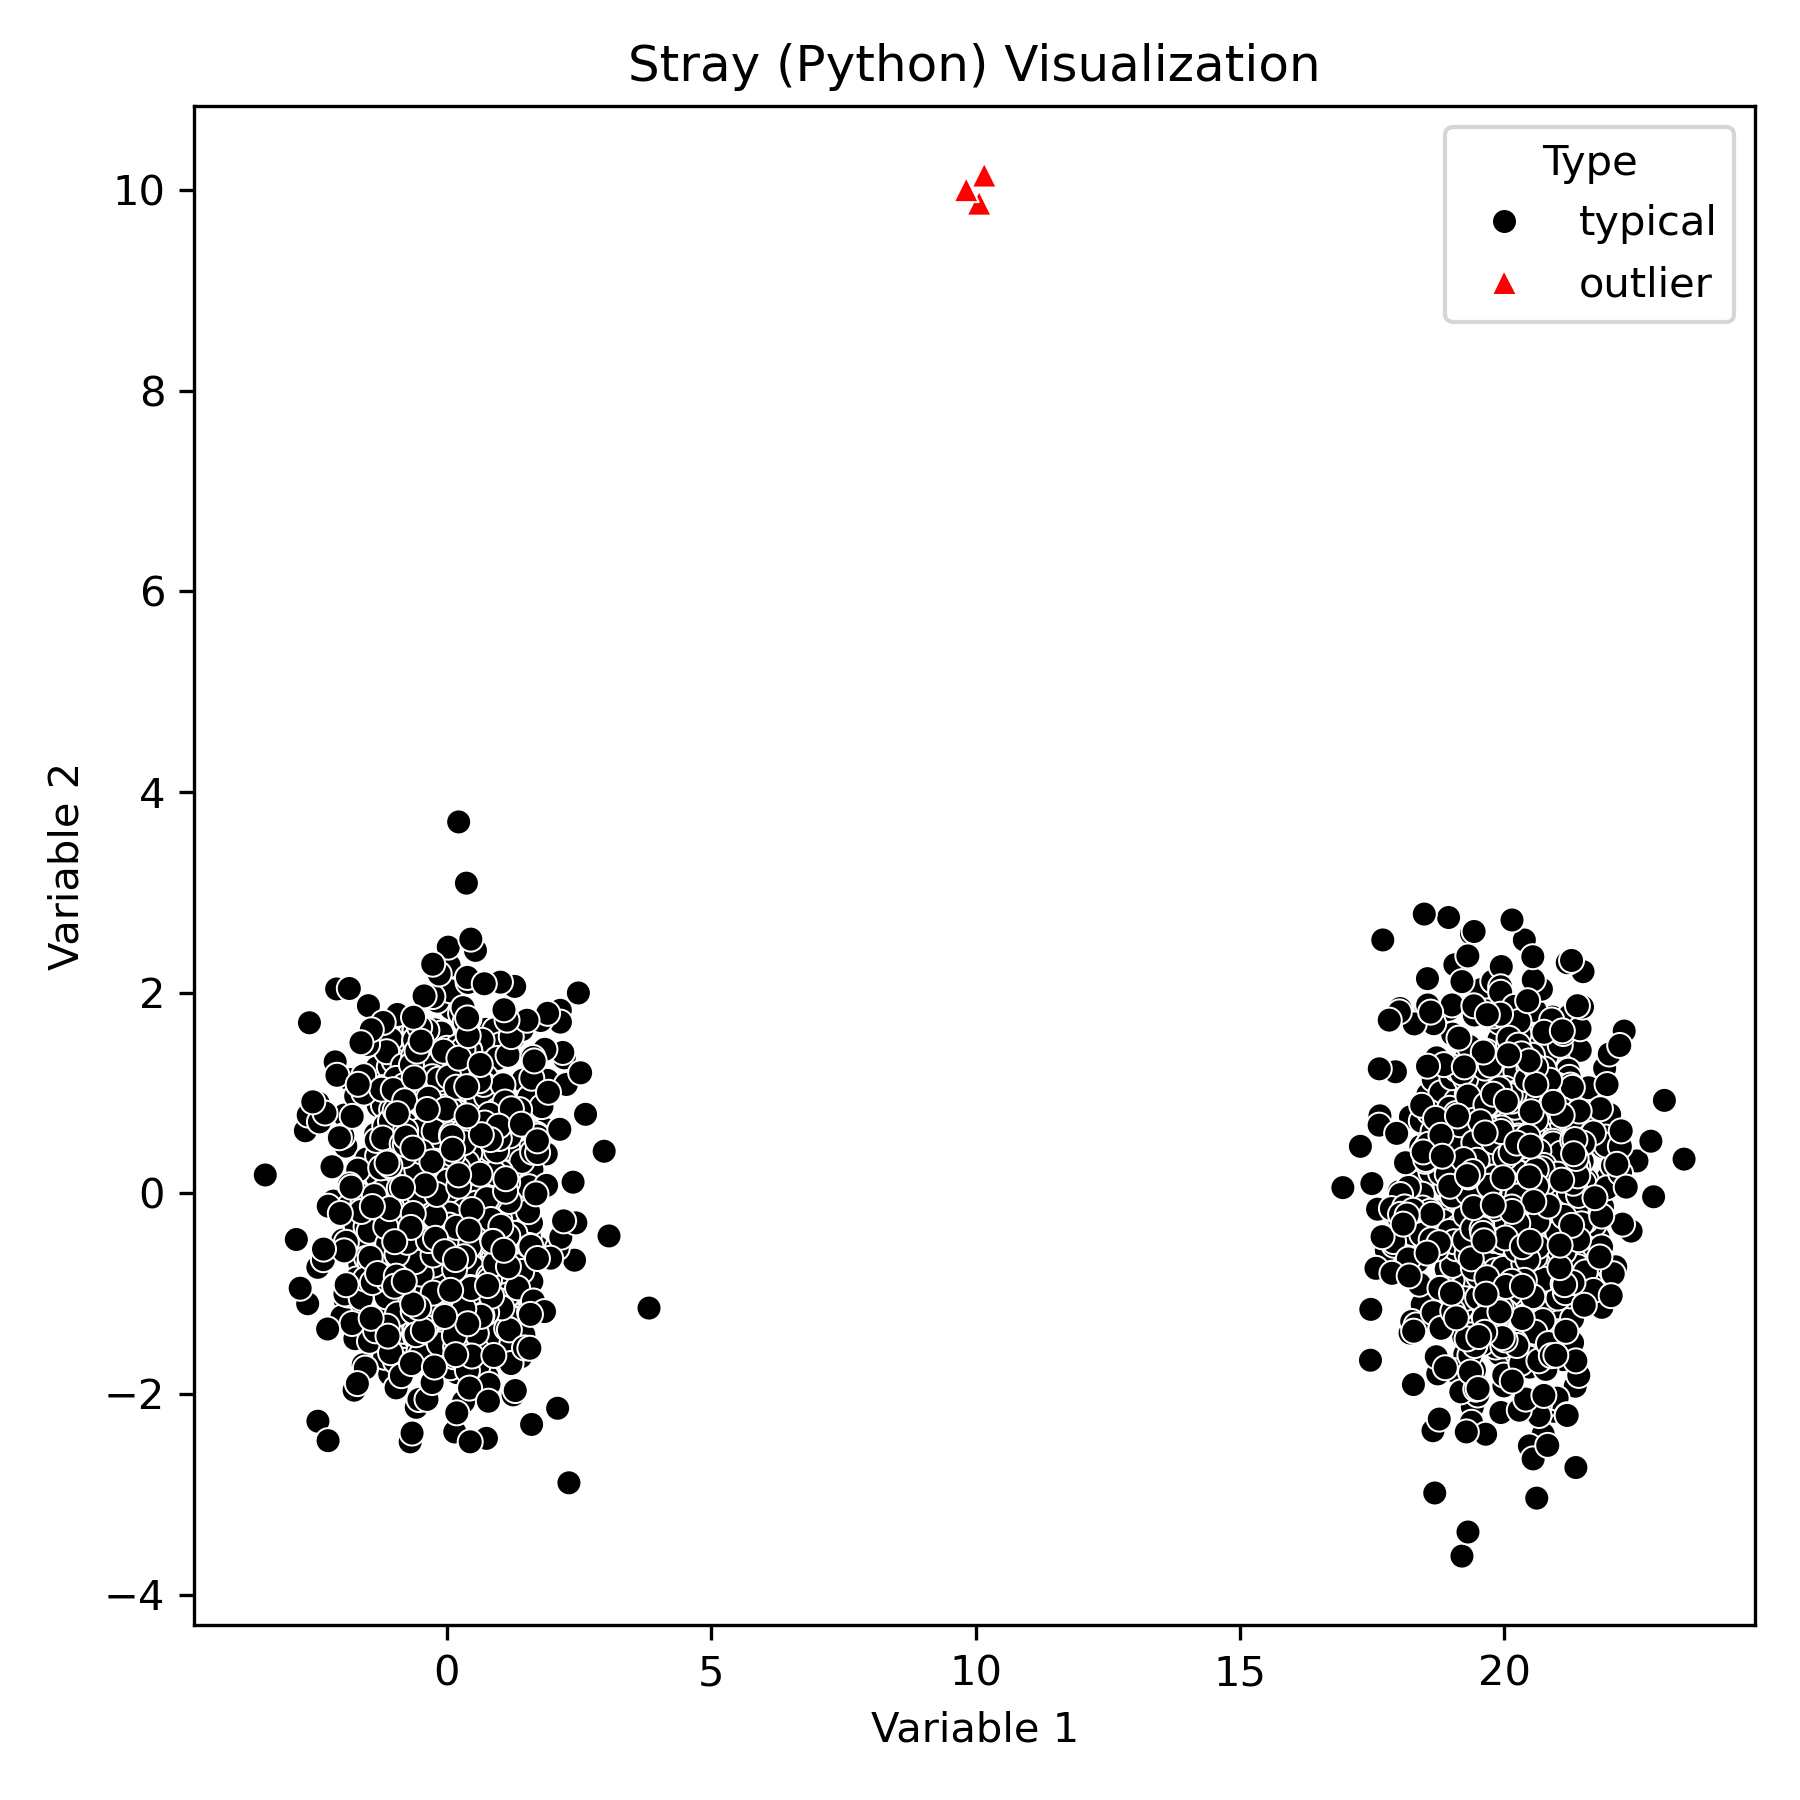 Stray (Python) Visualization
Type
typical
outlier
10
8
6
4
2
0
−2
−4
Variable 2
0 5 10 15 20
Variable 1